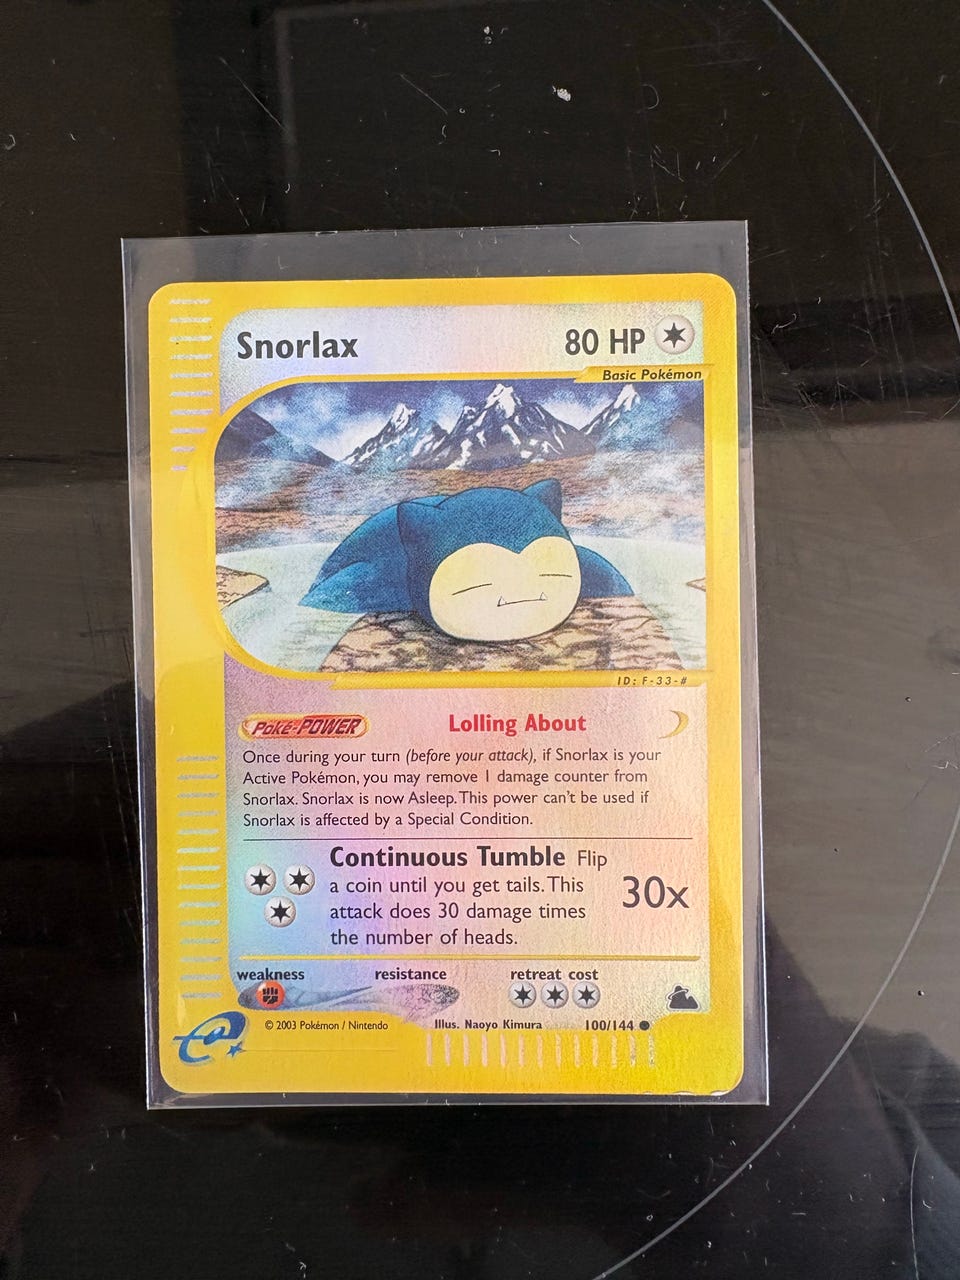 Snorlax
80 HP
Basic Pokémon
ID: F-33-#
Poké-POWER Lolling About
Once during your turn (before your attack), if Snorlax is your
Active Pokémon, you may remove 1 damage counter from
Snorlax. Snorlax is now Asleep. This power can't be used if
Snorlax is affected by a Special Condition.
Continuous Tumble Flip
a coin until you get tails. This
attack does 30 damage times
the number of heads.
30x
weakness resistance retreat cost
© 2003 Pokémon / Nintendo Illus. Naoyo Kimura 100/144
e